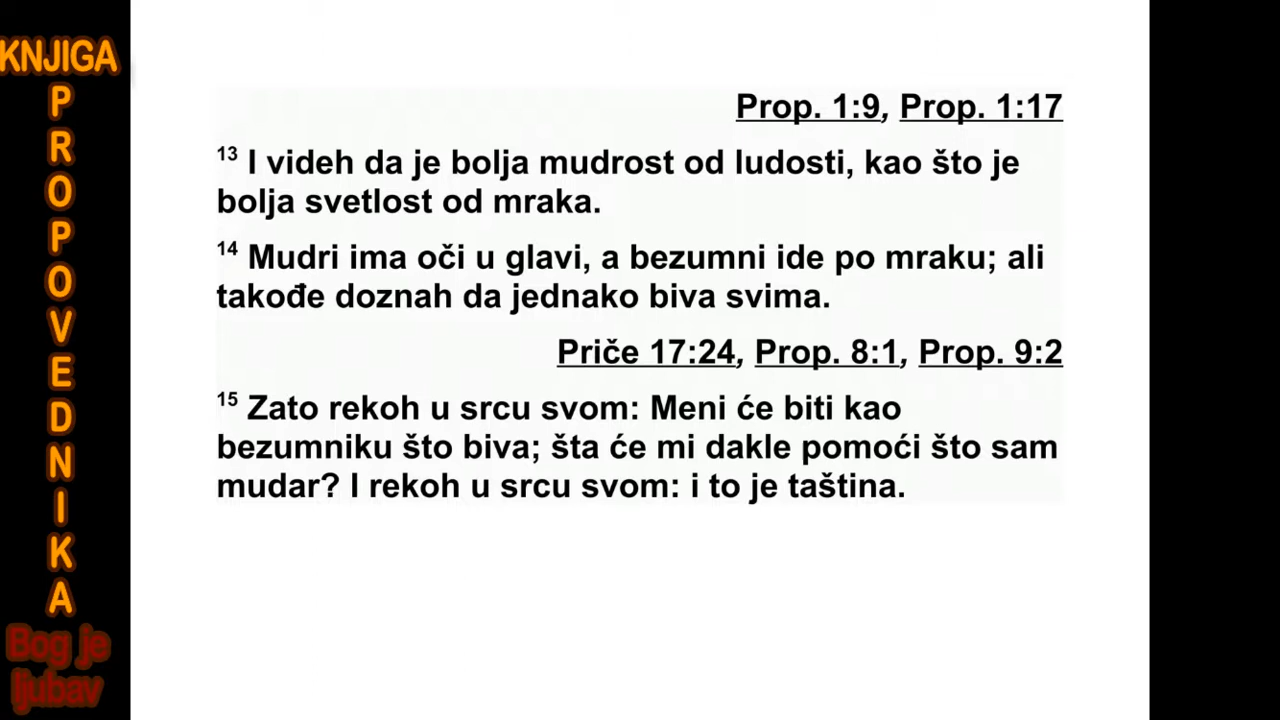 KNJIGA
PROPOVEDNIKA
Bog je
ljubav
Prop. 1:9, Prop. 1:17
13 I videh da je bolja mudrost od ludosti, kao što je
bolja svetlost od mraka.
14 Mudri ima oči u glavi, a bezumni ide po mraku; ali
takođe doznah da jednako biva svima.
Priče 17:24, Prop. 8:1, Prop. 9:2
15 Zato rekoh u srcu svom: Meni će biti kao
bezumniku što biva; šta će mi dakle pomoći što sam
mudar? I rekoh u srcu svom: i to je taština.